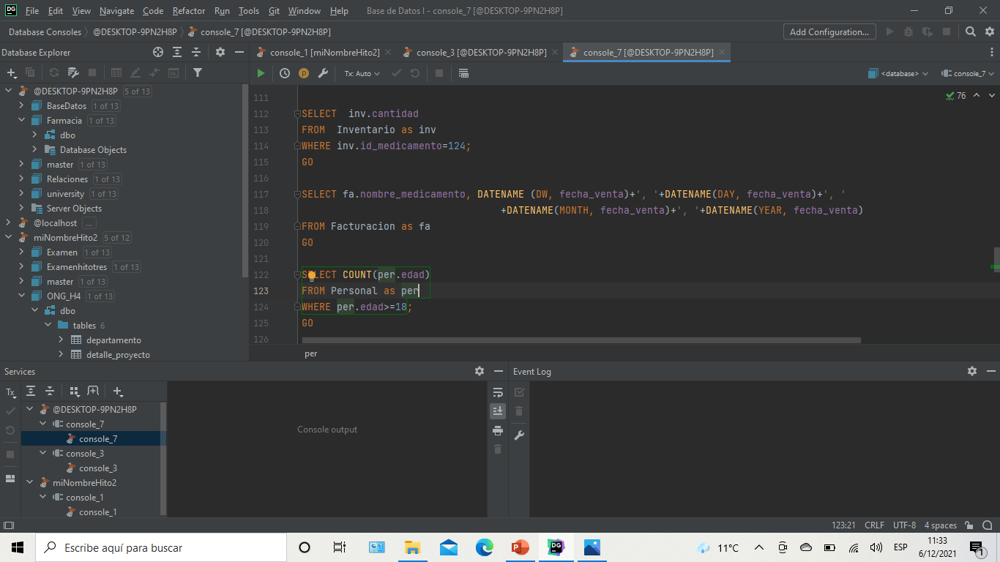 DG File Edit View Navigate Code Refactor Run Tools Git Window Help Base de Datos I - console_7 [@DESKTOP-9PN2H8P]
Database Consoles @DESKTOP-9PN2H8P console_7 [@DESKTOP-9PN2H8P] Add Configuration...
Database Explorer
console_1 [miNombreHito2] console_3 [@DESKTOP-9PN2H8P] console_7 [@DESKTOP-9PN2H8P]
QL
p Tx: Auto <database> console_7
@DESKTOP-9PN2H8P 5 of 13
BaseDatos 1 of 13
Farmacia 1 of 13
dbo
Database Objects
master 1 of 13
Relaciones 1 of 13
university 1 of 13
Server Objects
@localhost ...
miNombreHito2 5 of 12
Examen 1 of 13
Examenhitotres 1 of 13
master 1 of 13
ONG_H4 1 of 13
dbo
tables 6
departamento
detalle_proyecto
76
111
112 SELECT  inv.cantidad
113 FROM  Inventario as inv
114 WHERE inv.id_medicamento=124;
115 GO
116
117 SELECT fa.nombre_medicamento, DATENAME (DW, fecha_venta)+', '+DATENAME(DAY, fecha_venta)+', '
118 +DATENAME(MONTH, fecha_venta)+', '+DATENAME(YEAR, fecha_venta)
119 FROM Facturacion as fa
120 GO
121
122 SELECT COUNT(per.edad)
123 FROM Personal as per
124 WHERE per.edad>=18;
125 GO
126
per
Services
Tx
@DESKTOP-9PN2H8P
console_7
console_7
console_3
console_3
miNombreHito2
console_1
console_1
Console output
Event Log
123:21 CRLF UTF-8 4 spaces
Escribe aquí para buscar
P
DG
11°C
ESP
11:33
6/12/2021
1